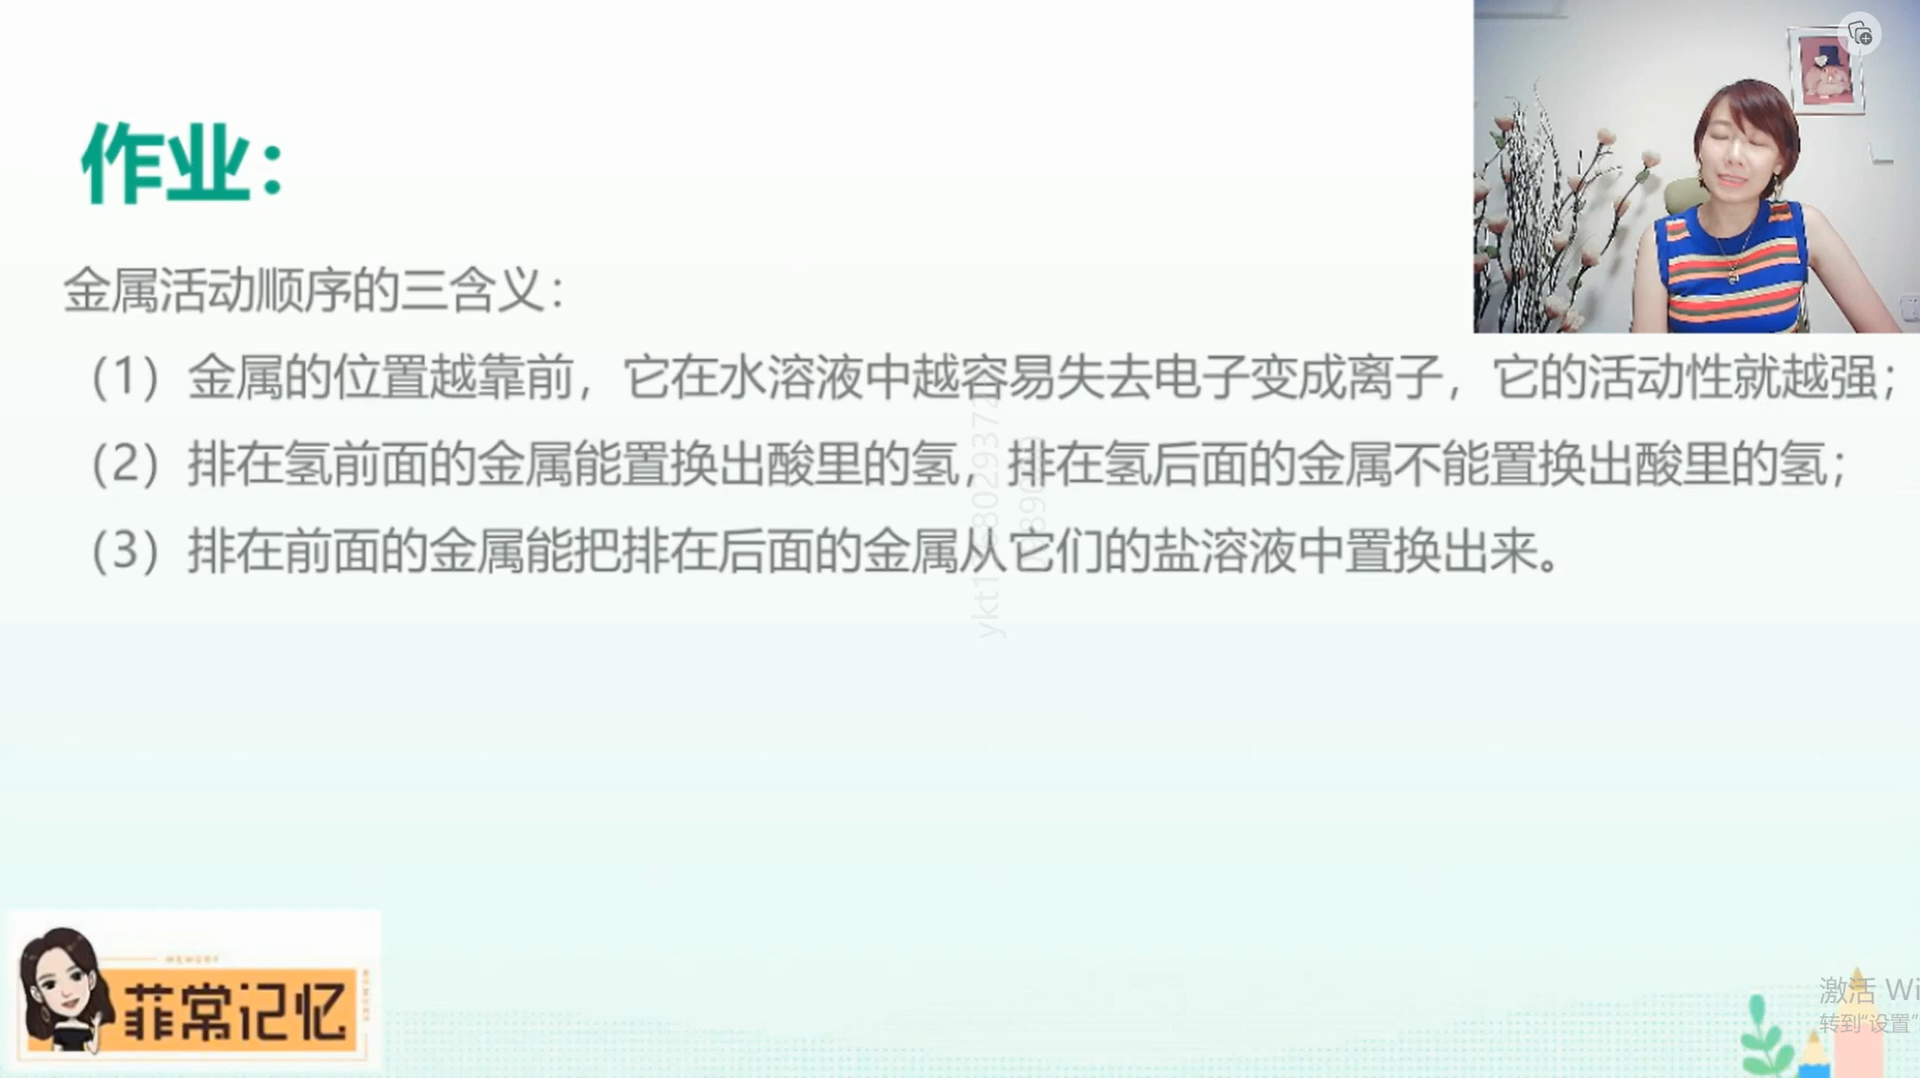 作业：
金属活动顺序的三含义：
（1）金属的位置越靠前，它在水溶液中越容易失去电子变成离子，它的活动性就越强；
（2）排在氢前面的金属能置换出酸里的氢，排在氢后面的金属不能置换出酸里的氢；
（3）排在前面的金属能把排在后面的金属从它们的盐溶液中置换出来。
MEMORY
菲常记忆
激活 Wi
转到"设置"